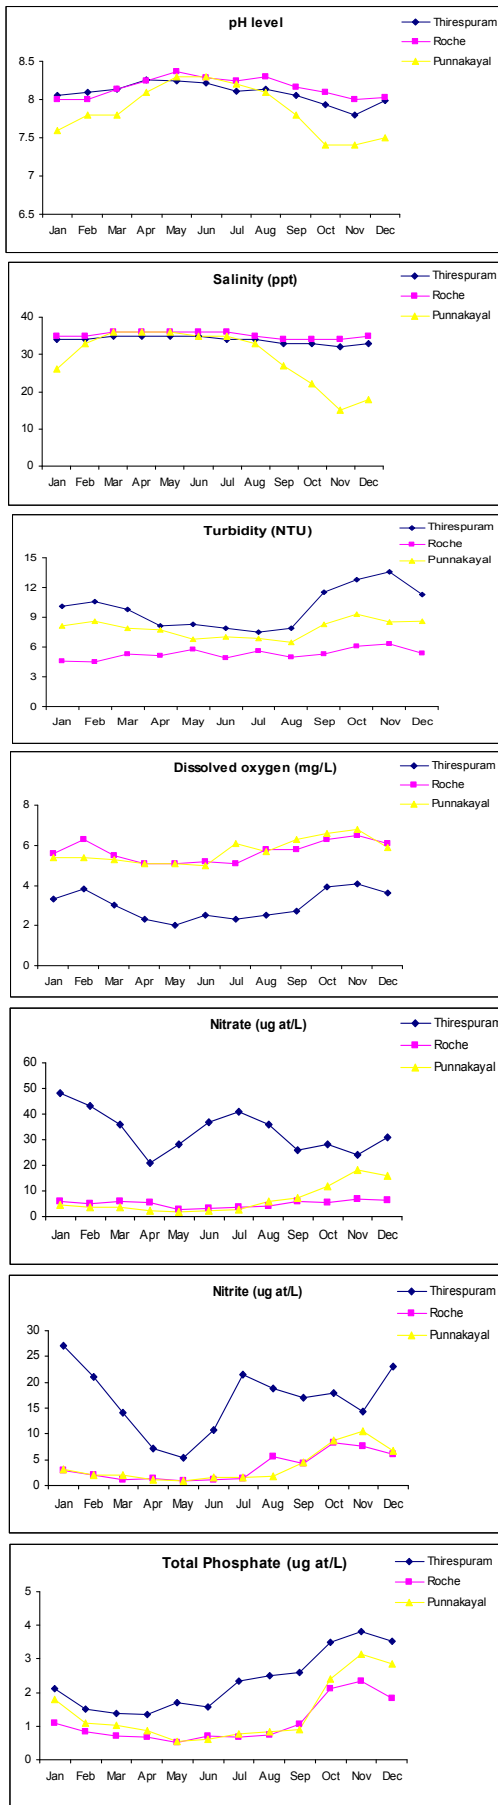 pH level
Thirespuram
Roche
Punnakayal
8.5
8
7.5
7
6.5
Jan Feb Mar Apr May Jun Jul Aug Sep Oct Nov Dec
Salinity (ppt)
Thirespuram
Roche
Punnakayal
40
30
20
10
0
Jan Feb Mar Apr May Jun Jul Aug Sep Oct Nov Dec
Turbidity (NTU)
Thirespuram
Roche
Punnakayal
15
12
9
6
3
0
Jan Feb Mar Apr May Jun Jul Aug Sep Oct Nov Dec
Dissolved oxygen (mg/L)
Thirespuram
Roche
Punnakayal
8
6
4
2
0
Jan Feb Mar Apr May Jun Jul Aug Sep Oct Nov Dec
Nitrate (ug at/L)
Thirespuram
Roche
Punnakayal
60
50
40
30
20
10
0
Jan Feb Mar Apr May Jun Jul Aug Sep Oct Nov Dec
Nitrite (ug at/L)
Thirespuram
Roche
Punnakayal
30
25
20
15
10
5
0
Jan Feb Mar Apr May Jun Jul Aug Sep Oct Nov Dec
Total Phosphate (ug at/L)
Thirespuram
Roche
Punnakayal
5
4
3
2
1
0
Jan Feb Mar Apr May Jun Jul Aug Sep Oct Nov Dec